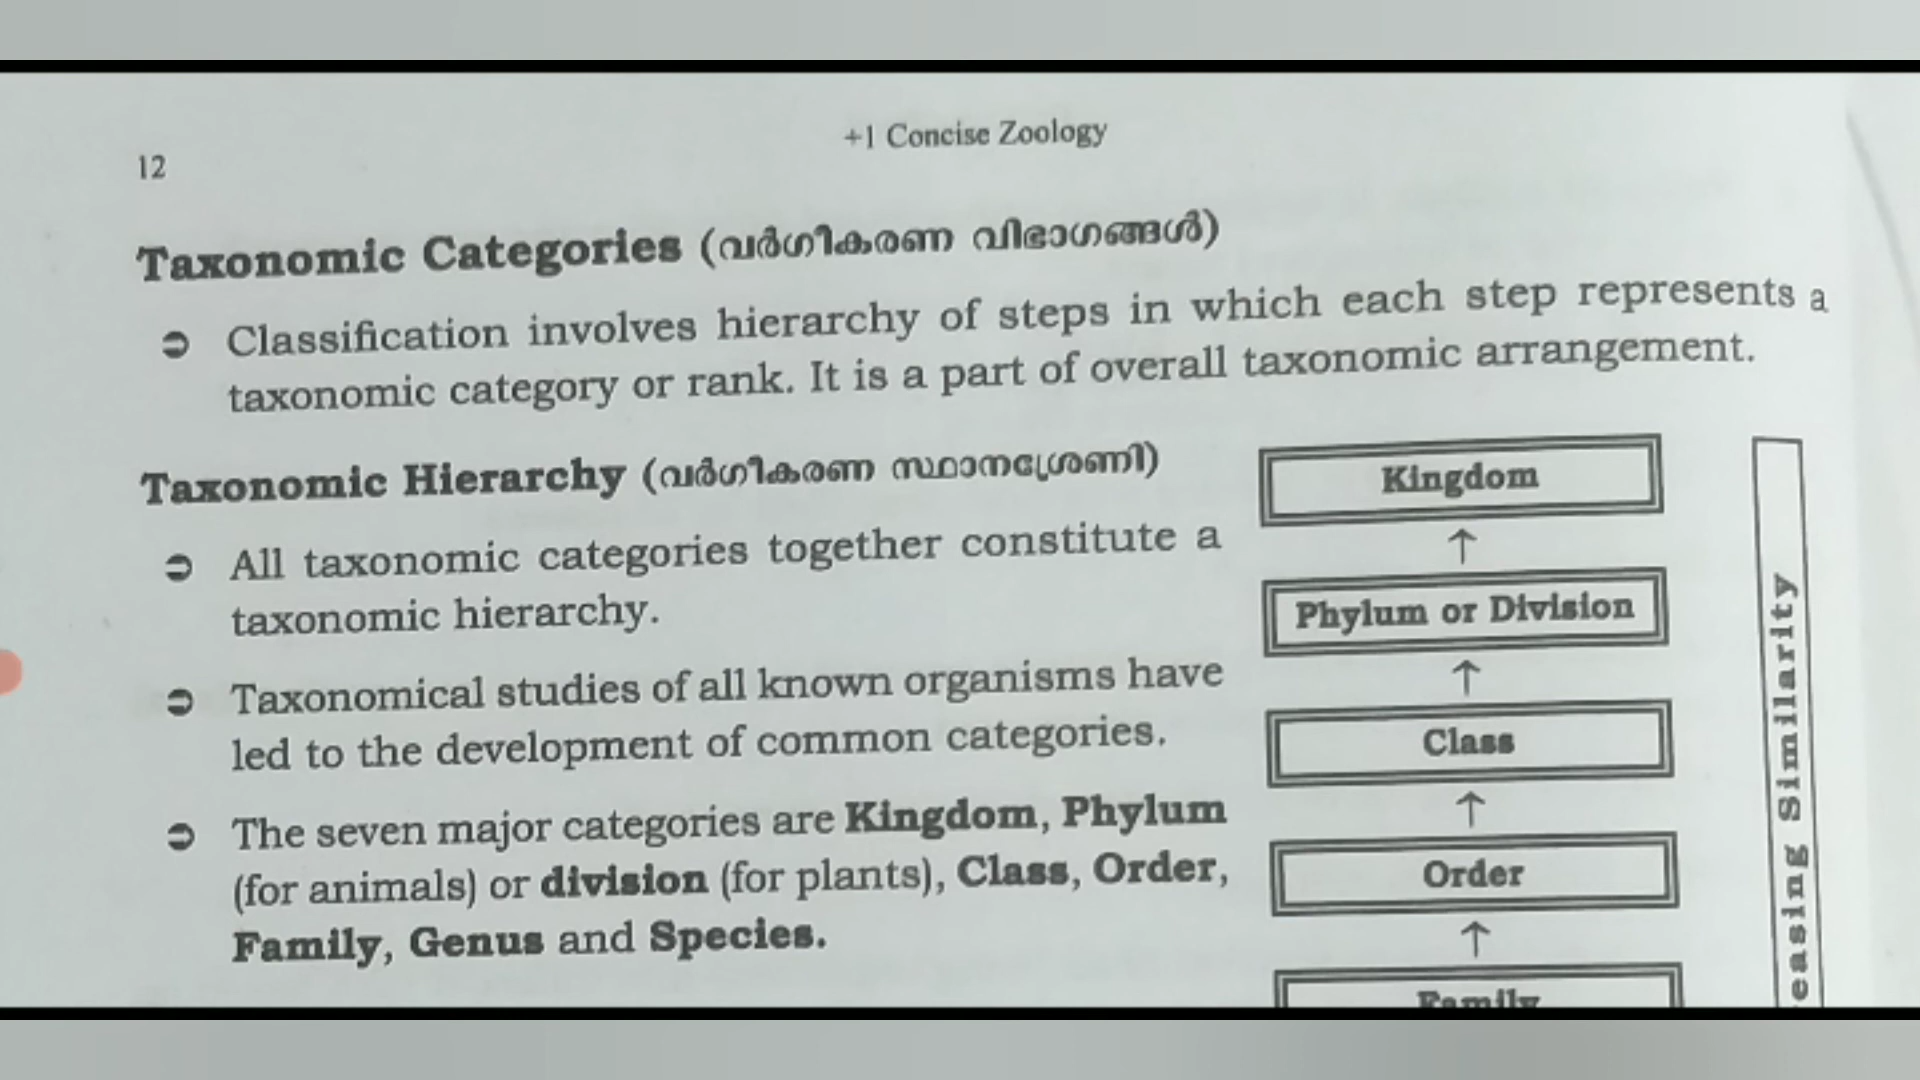 +1 Concise Zoology
12
Taxonomic Categories (വർഗീകരണ വിഭാഗങ്ങൾ)
➲ Classification involves hierarchy of steps in which each step represents a
taxonomic category or rank. It is a part of overall taxonomic arrangement.
Taxonomic Hierarchy (വർഗീകരണ സ്ഥാനശ്രേണി)
➲ All taxonomic categories together constitute a
taxonomic hierarchy.
➲ Taxonomical studies of all known organisms have
led to the development of common categories.
➲ The seven major categories are Kingdom, Phylum
(for animals) or division (for plants), Class, Order,
Family, Genus and Species.
Kingdom
↑
Phylum or Division
↑
Class
↑
Order
↑
Family
easing Similarity